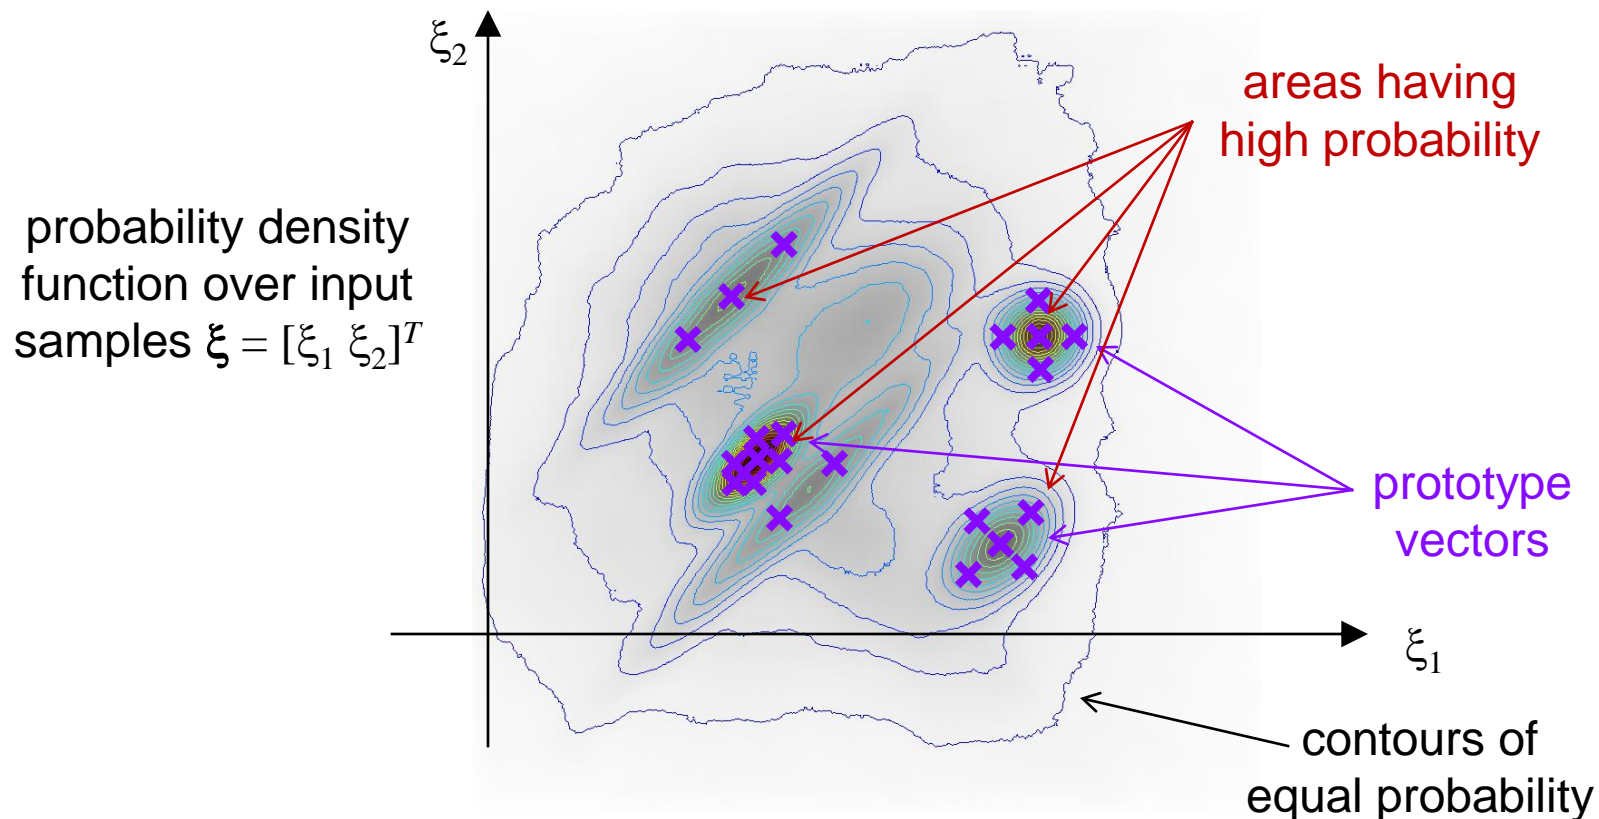 ξ₂
areas having
high probability
probability density
function over input
samples ξ = [ξ₁ ξ₂]ᵀ
prototype
vectors
ξ₁
contours of
equal probability